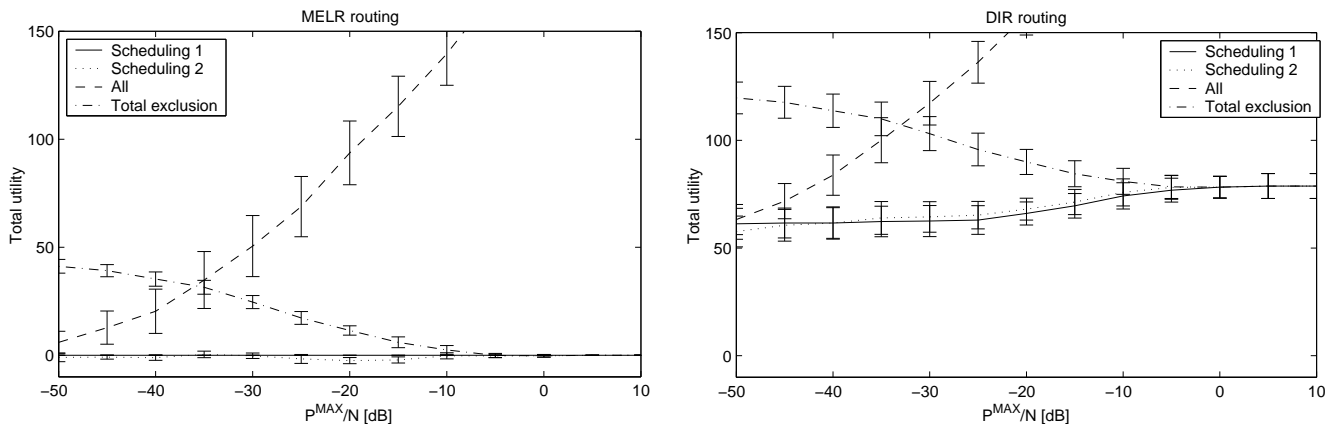 MELR routing
150
100
50
0
Total utility
Scheduling 1
Scheduling 2
All
Total exclusion
−50 −40 −30 −20 −10 0 10
P^MAX/N [dB]
DIR routing
150
100
50
0
Total utility
Scheduling 1
Scheduling 2
All
Total exclusion
−50 −40 −30 −20 −10 0 10
P^MAX/N [dB]